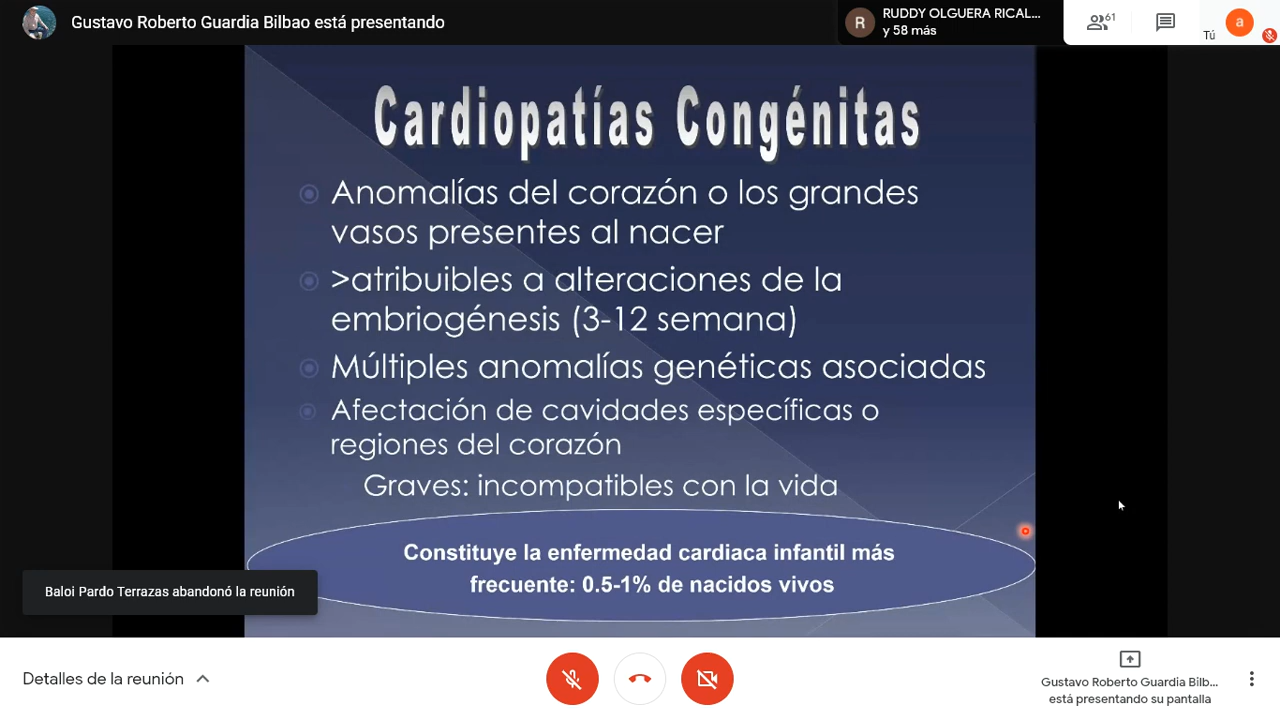 Gustavo Roberto Guardia Bilbao está presentando
R
RUDDY OLGUERA RICAL...
y 58 más
61
Tú
a
Cardiopatías Congénitas
Anomalías del corazón o los grandes
vasos presentes al nacer
>atribuibles a alteraciones de la
embriogénesis (3-12 semana)
Múltiples anomalías genéticas asociadas
Afectación de cavidades específicas o
regiones del corazón
Graves: incompatibles con la vida
Constituye la enfermedad cardiaca infantil más
frecuente: 0.5-1% de nacidos vivos
Baloi Pardo Terrazas abandonó la reunión
Detalles de la reunión
Gustavo Roberto Guardia Bilb...
está presentando su pantalla